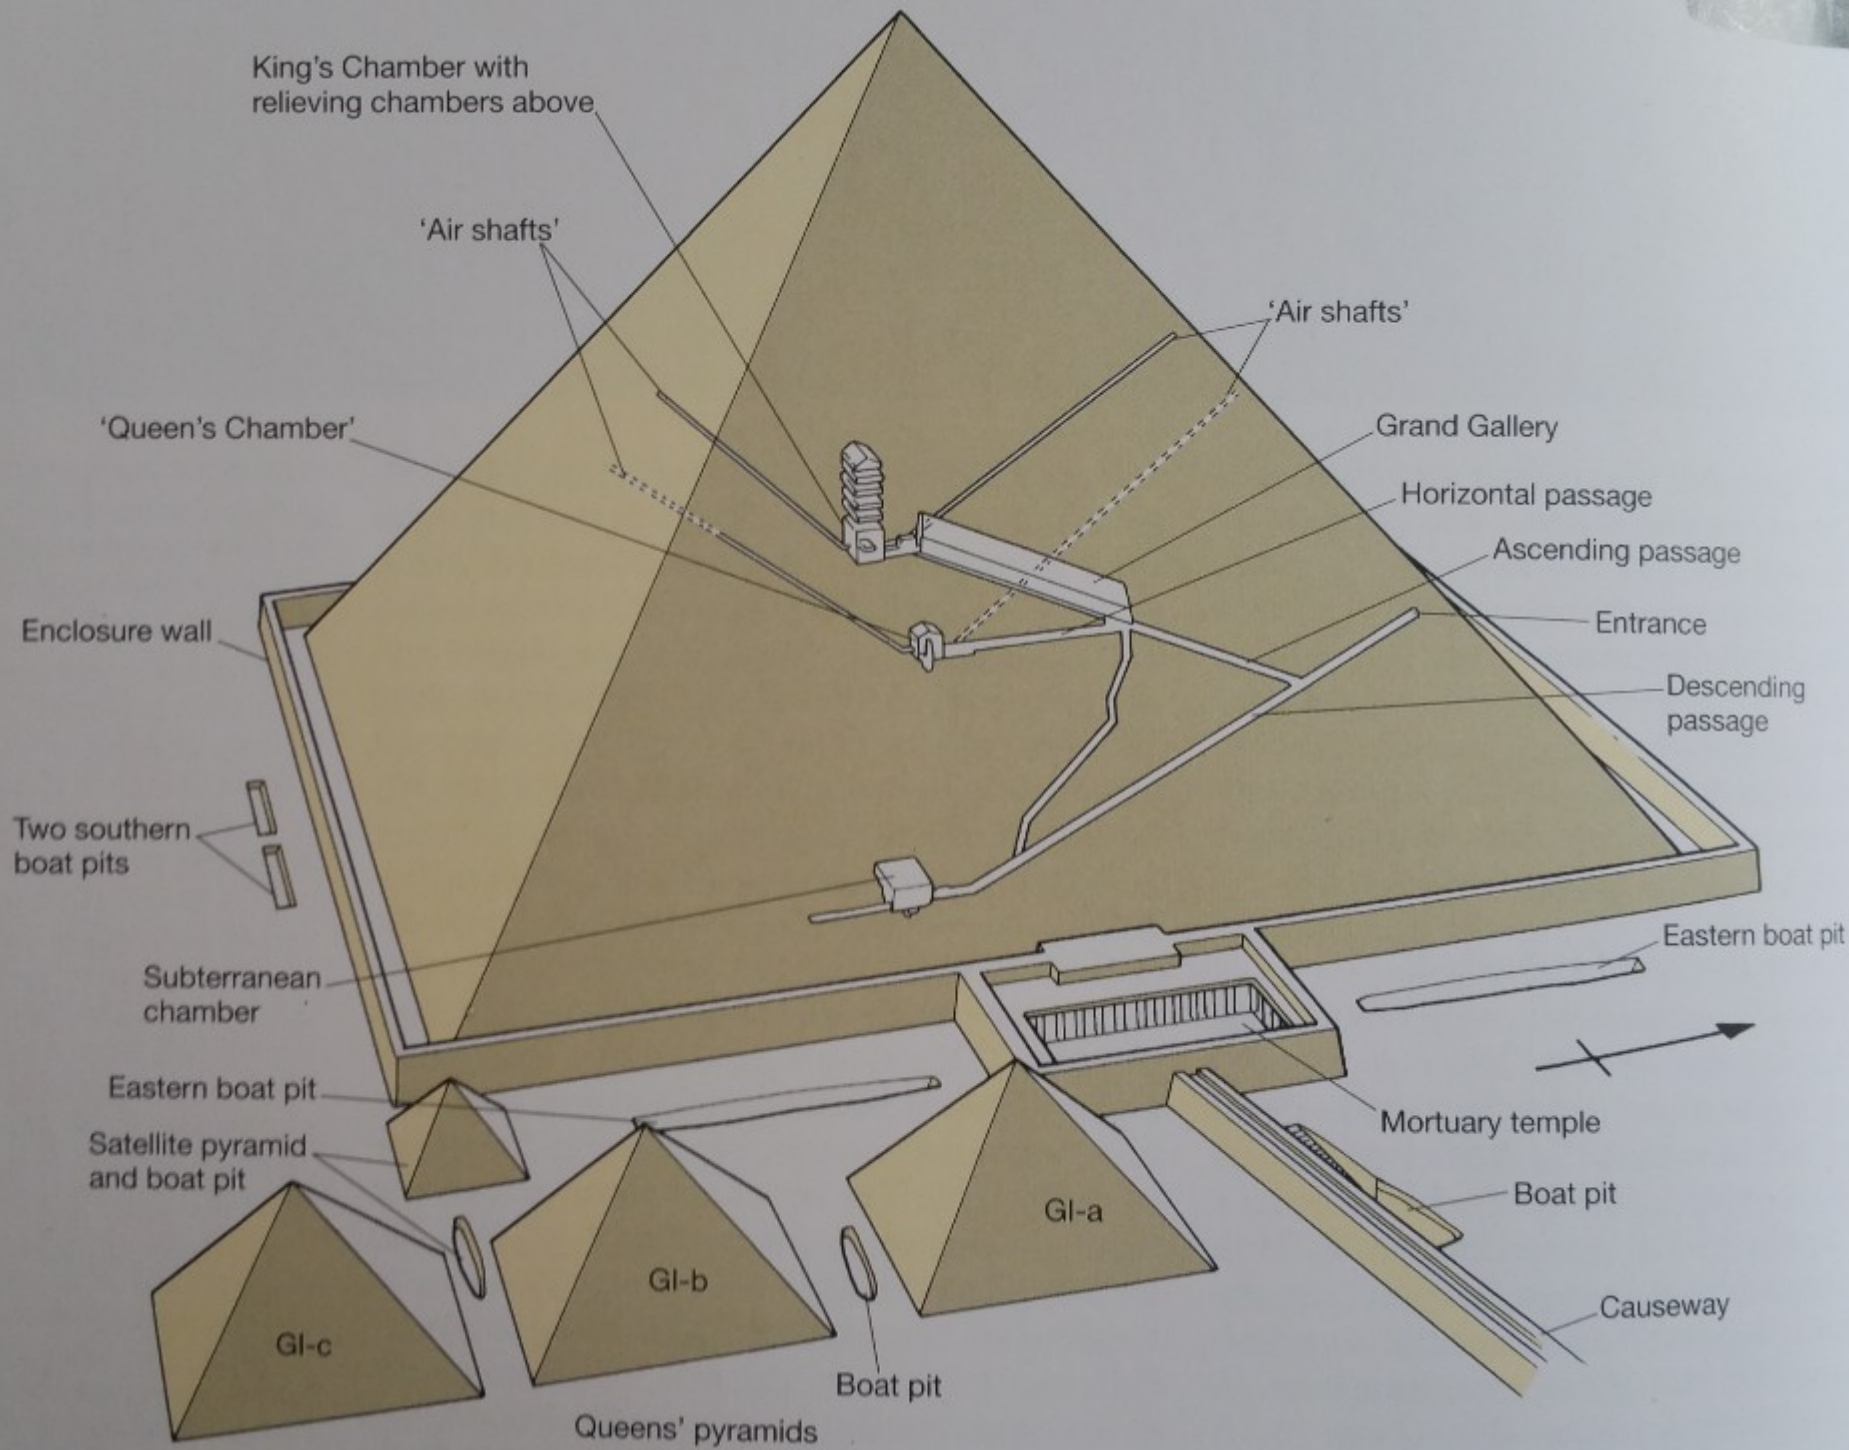 King's Chamber with
relieving chambers above
'Air shafts'
'Air shafts'
'Queen's Chamber'
Grand Gallery
Horizontal passage
Ascending passage
Enclosure wall
Entrance
Descending
passage
Two southern
boat pits
Eastern boat pit
Subterranean
chamber
Eastern boat pit
Mortuary temple
Satellite pyramid
and boat pit
Boat pit
GI-a
GI-b
Causeway
GI-c
Boat pit
Queens' pyramids